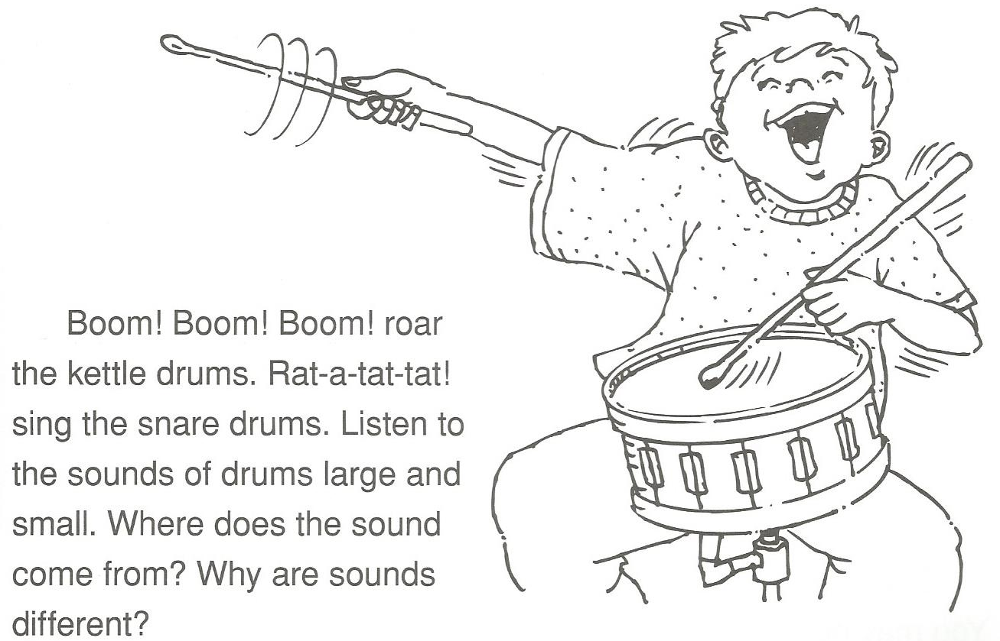 Boom! Boom! Boom! roar
the kettle drums. Rat-a-tat-tat!
sing the snare drums. Listen to
the sounds of drums large and
small. Where does the sound
come from? Why are sounds
different?